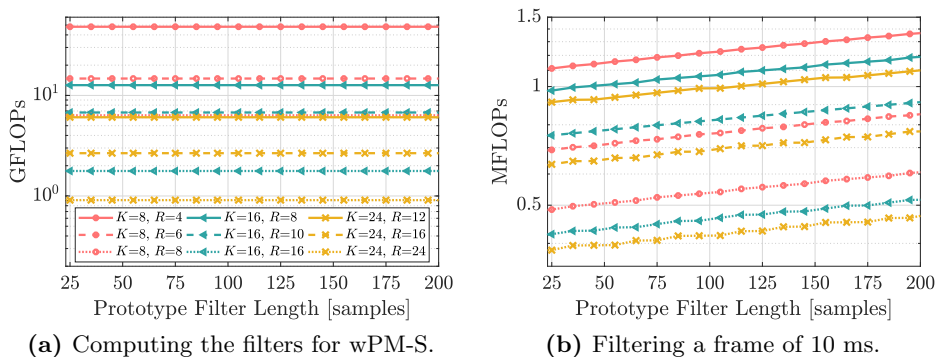 GFLOPs
10¹
10⁰
K=8, R=4 K=16, R=8 K=24, R=12
K=8, R=6 K=16, R=10 K=24, R=16
K=8, R=8 K=16, R=16 K=24, R=24
25 50 75 100 125 150 175 200
Prototype Filter Length [samples]
(a) Computing the filters for wPM-S.
MFLOPs
1.5
1
0.5
25 50 75 100 125 150 175 200
Prototype Filter Length [samples]
(b) Filtering a frame of 10 ms.